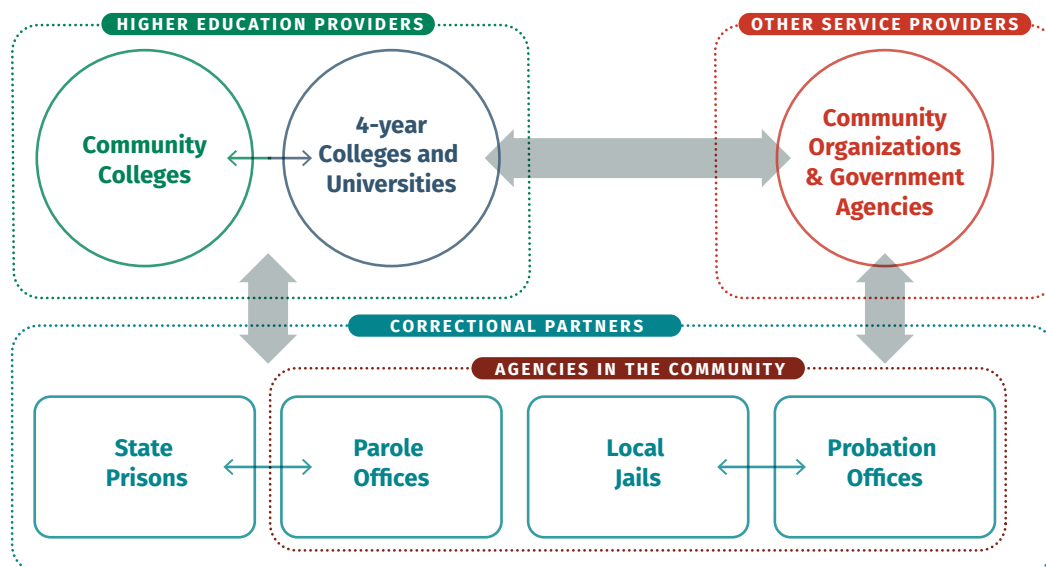 HIGHER EDUCATION PROVIDERS
OTHER SERVICE PROVIDERS
Community
Colleges
4-year
Colleges and
Universities
Community
Organizations
& Government
Agencies
CORRECTIONAL PARTNERS
AGENCIES IN THE COMMUNITY
State
Prisons
Parole
Offices
Local
Jails
Probation
Offices